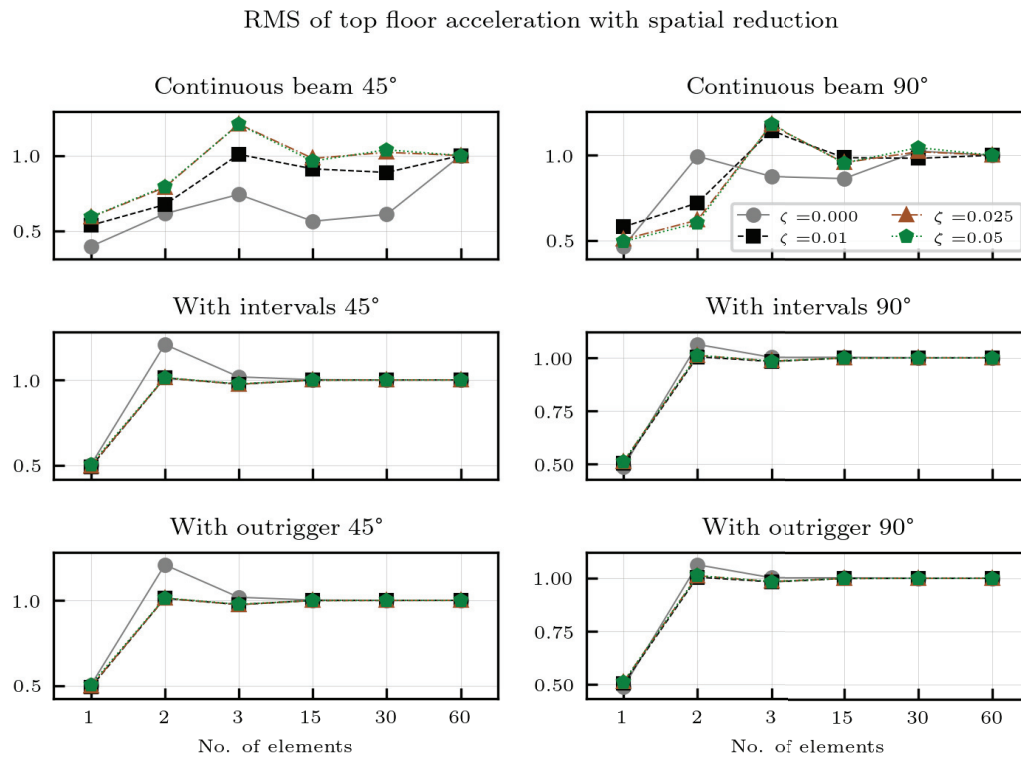 RMS of top floor acceleration with spatial reduction
Continuous beam 45°
Continuous beam 90°
1.0
0.5
1.0
0.5
ζ =0.000
ζ =0.025
ζ =0.01
ζ =0.05
With intervals 45°
With intervals 90°
1.0
0.5
1.00
0.75
0.50
With outrigger 45°
With outrigger 90°
1.0
0.5
1.00
0.75
0.50
1 2 3 15 30 60
No. of elements
1 2 3 15 30 60
No. of elements